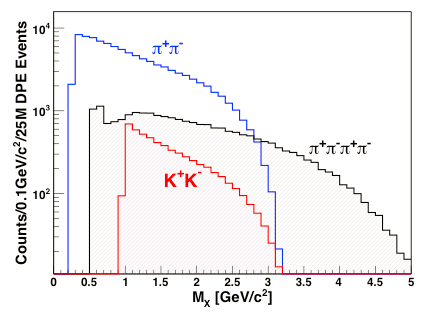 Counts/0.1GeV/c² /25M DPE Events
10⁴
10³
10²
π⁺π⁻
π⁺π⁻π⁺π⁻
K⁺K⁻
0 0.5 1 1.5 2 2.5 3 3.5 4 4.5 5
Mₓ [GeV/c²]